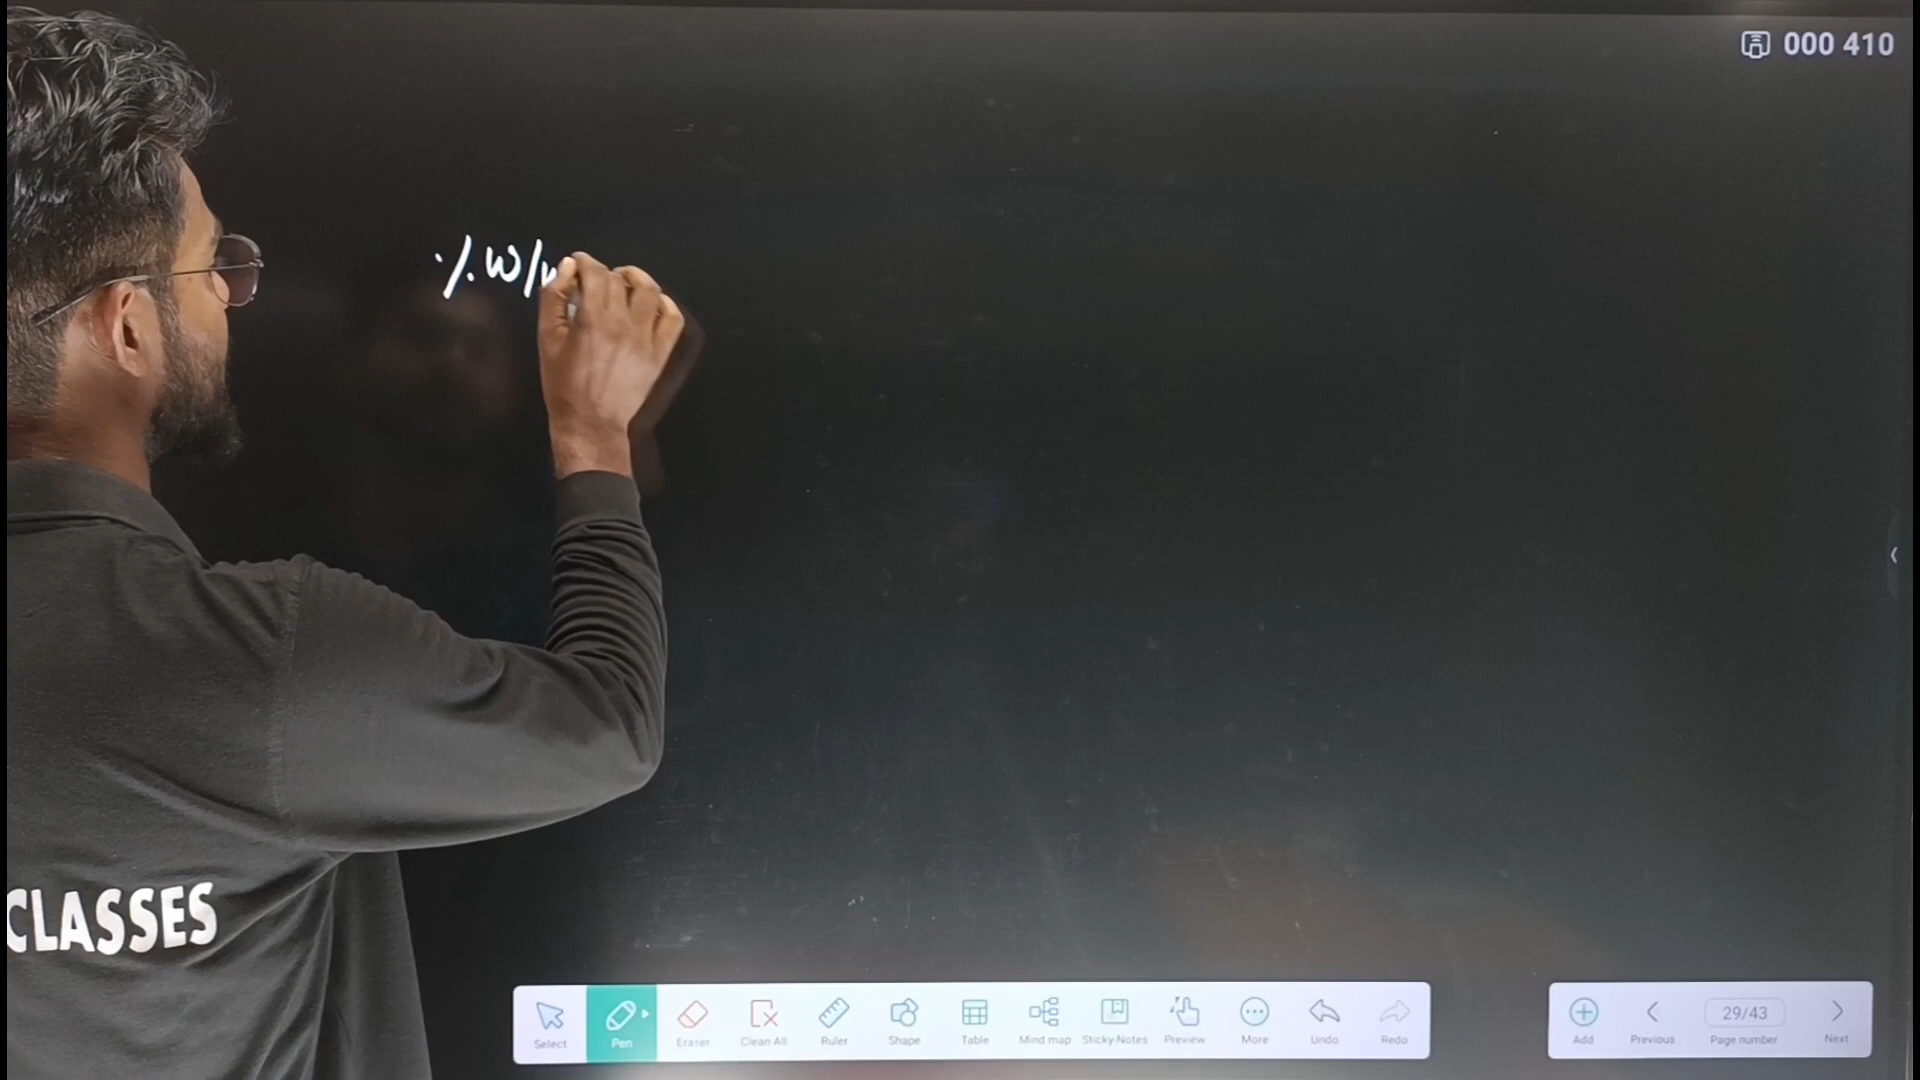 000 410
% w/
CLASSES
Select
Pen
Eraser
Clean All
Ruler
Shape
Table
Mind map
Sticky Notes
Preview
More
Undo
Redo
Add
Previous
29/43
Page number
Next